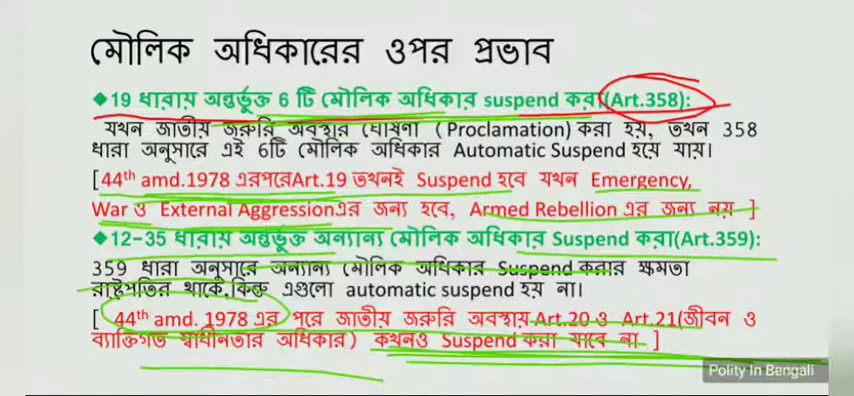 মৌলিক অধিকারের ওপর প্রভাব
◆19 ধারায় অন্তর্ভুক্ত 6 টি মৌলিক অধিকার suspend করা(Art.358):
যখন জাতীয় জরুরি অবস্থার ঘোষণা (Proclamation) করা হয়, তখন 358
ধারা অনুসারে এই 6টি মৌলিক অধিকার Automatic Suspend হয়ে যায়।
[44th amd.1978 এরপরেArt.19 তখনই Suspend হবে যখন Emergency,
War ও External Aggressionএর জন্য হবে, Armed Rebellion এর জন্য নয় ]
◆12-35 ধারায় অন্তর্ভুক্ত অন্যান্য মৌলিক অধিকার Suspend করা(Art.359):
359 ধারা অনুসারে অন্যান্য মৌলিক অধিকার Suspend করার ক্ষমতা
রাষ্ট্রপতির থাকে,কিন্তু এগুলো automatic suspend হয় না।
[ 44th amd. 1978 এর পরে জাতীয় জরুরি অবস্থায় Art.20 ও Art.21(জীবন ও
ব্যাক্তিগত স্বাধীনতার অধিকার) কখনও Suspend করা যাবে না ]
Polity In Bengali